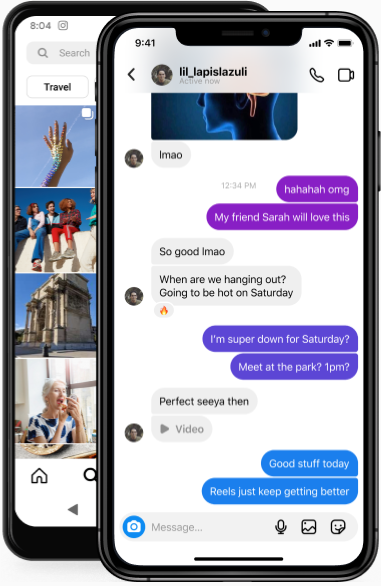 8:04
Search
Travel
9:41
lil_lapislazuli
Active now
lmao
12:34 PM
hahahah omg
My friend Sarah will love this
So good lmao
When are we hanging out?
Going to be hot on Saturday
I'm super down for Saturday?
Meet at the park? 1pm?
Perfect seeya then
Video
Good stuff today
Reels just keep getting better
Message...